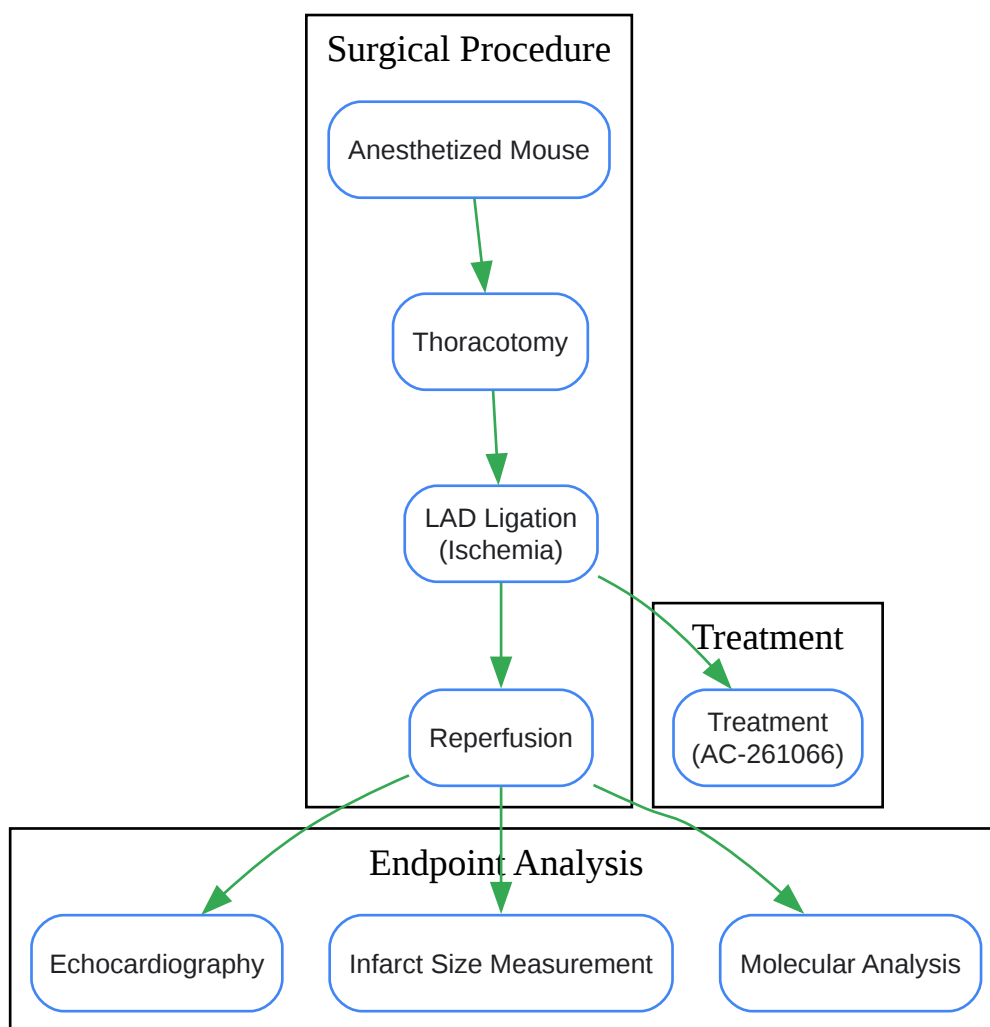 Surgical Procedure
Anesthetized Mouse
Thoracotomy
LAD Ligation
(Ischemia)
Treatment
Reperfusion
Treatment
(AC-261066)
Endpoint Analysis
Echocardiography
Infarct Size Measurement
Molecular Analysis